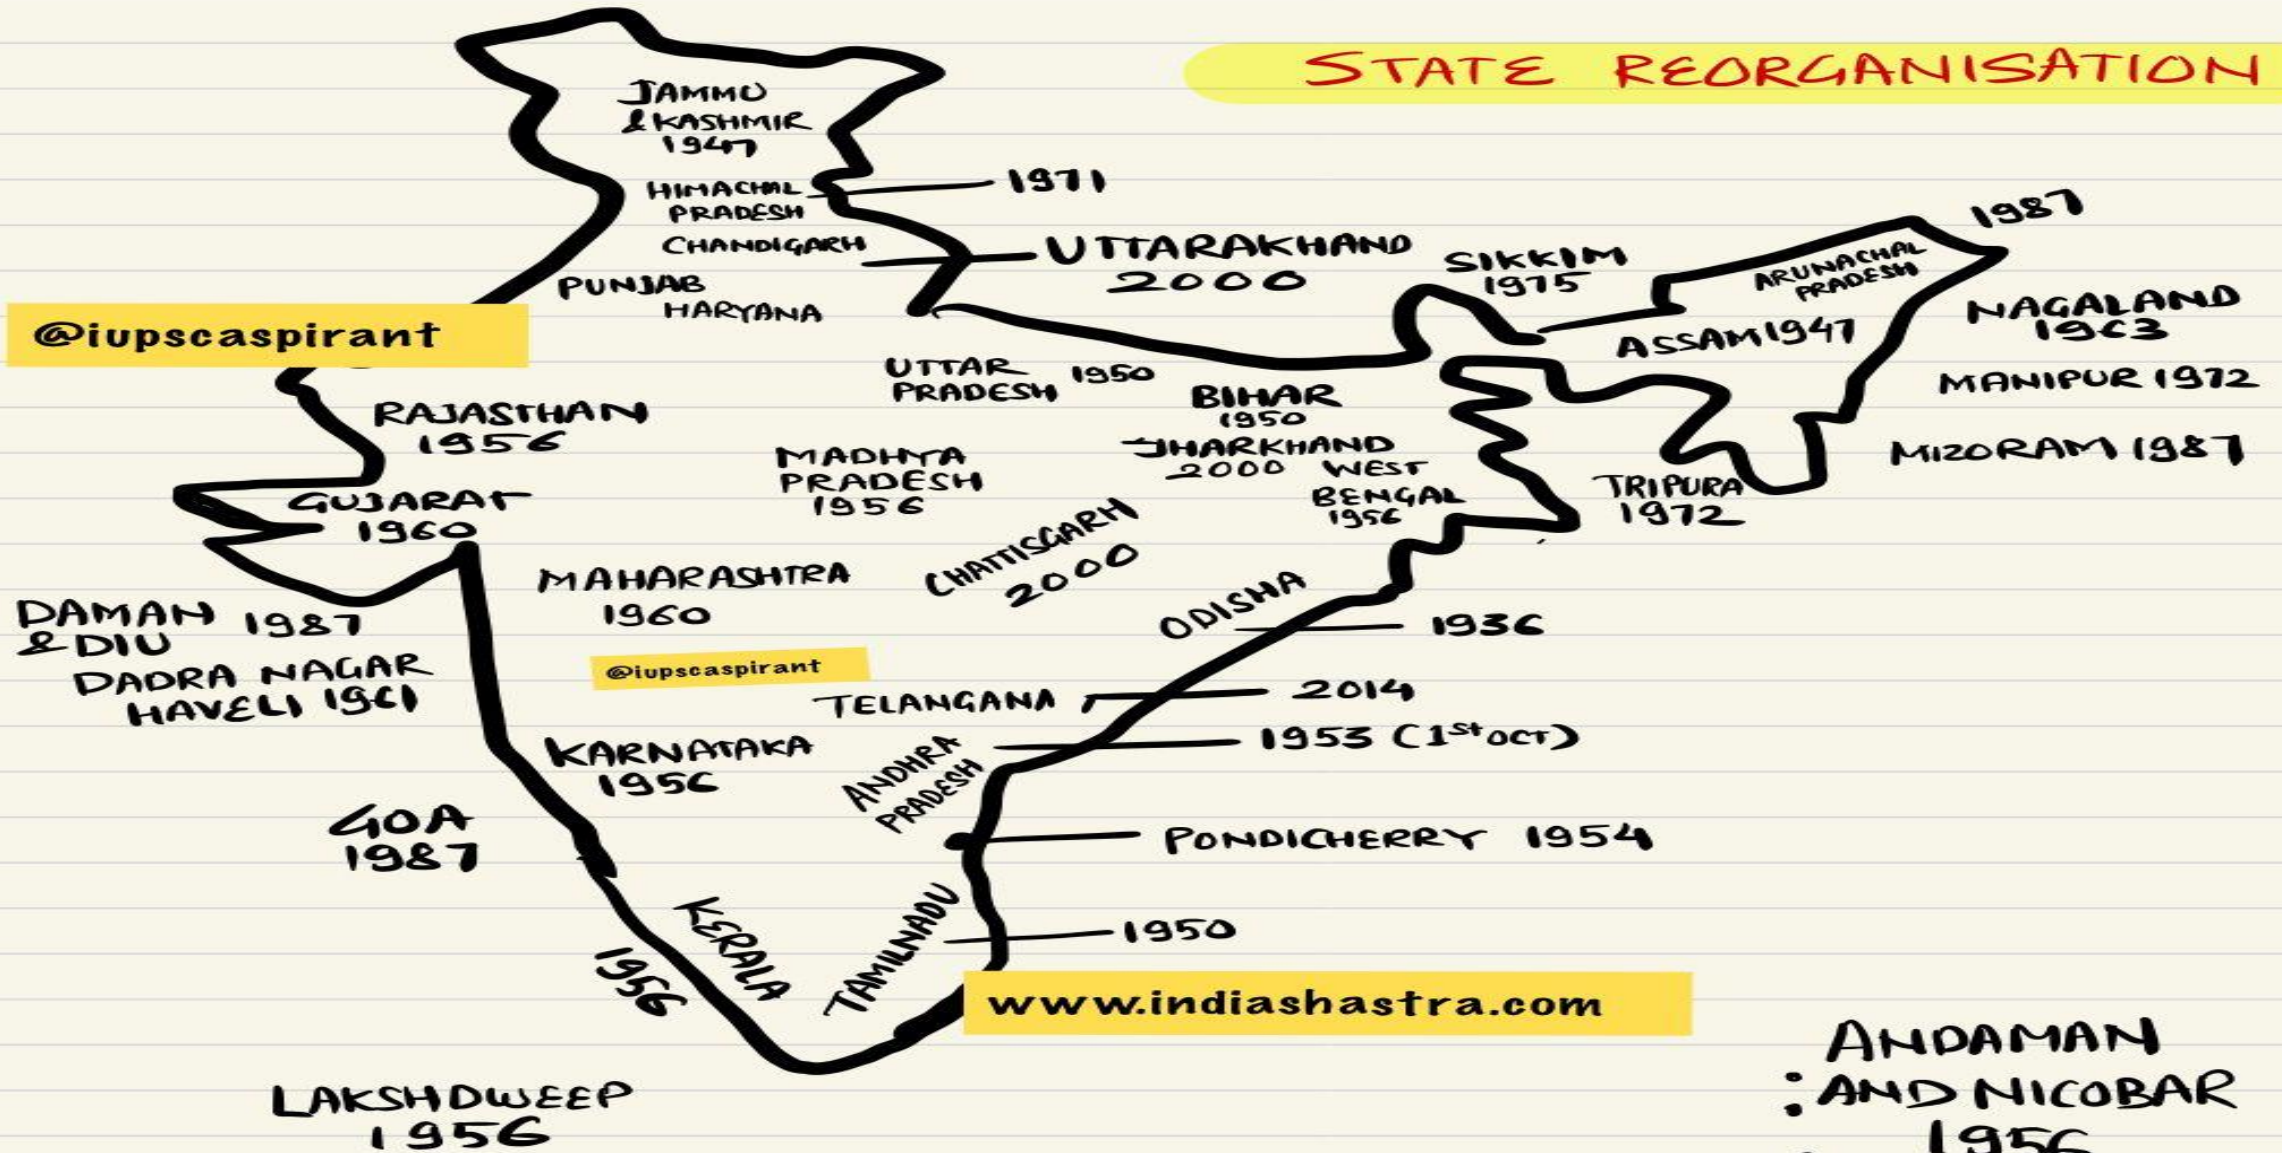 STATE REORGANISATION
JAMMU
& KASHMIR
1947
HIMACHAL
PRADESH
1971
CHANDIGARH
UTTARAKHAND
2000
PUNJAB
HARYANA
@iupscaspirant
SIKKIM
1975
1987
ARUNACHAL
PRADESH
ASSAM 1947
NAGALAND
1963
MANIPUR 1972
MIZORAM 1987
TRIPURA
1972
UTTAR
PRADESH 1950
BIHAR
1950
JHARKHAND
2000
WEST
BENGAL
1956
RAJASTHAN
1956
MADHYA
PRADESH
1956
GUJARAT
1960
CHATTISGARH
2000
MAHARASHTRA
1960
ODISHA
1936
DAMAN
& DIU 1987
DADRA NAGAR
HAVELI 1961
@iupscaspirant
TELANGANA
2014
KARNATAKA
1956
ANDHRA
PRADESH
1953 (1st OCT)
GOA
1987
PONDICHERRY 1954
KERALA
1956
TAMILNADU
1950
www.indiashastra.com
LAKSHDWEEP
1956
ANDAMAN
: AND NICOBAR
1956